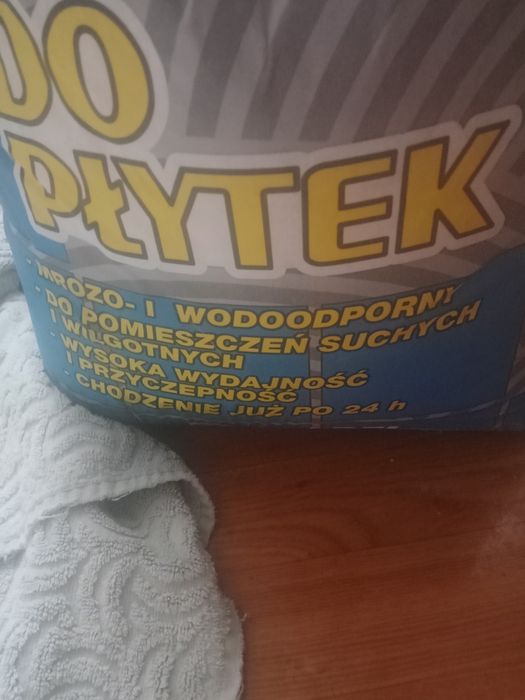 DO
PŁYTEK
- MROZO- I WODOODPORNY
- DO POMIESZCZEŃ SUCHYCH
I WILGOTNYCH
- WYSOKA WYDAJNOŚĆ
I PRZYCZEPNOŚĆ
- CHODZENIE JUŻ PO 24 h